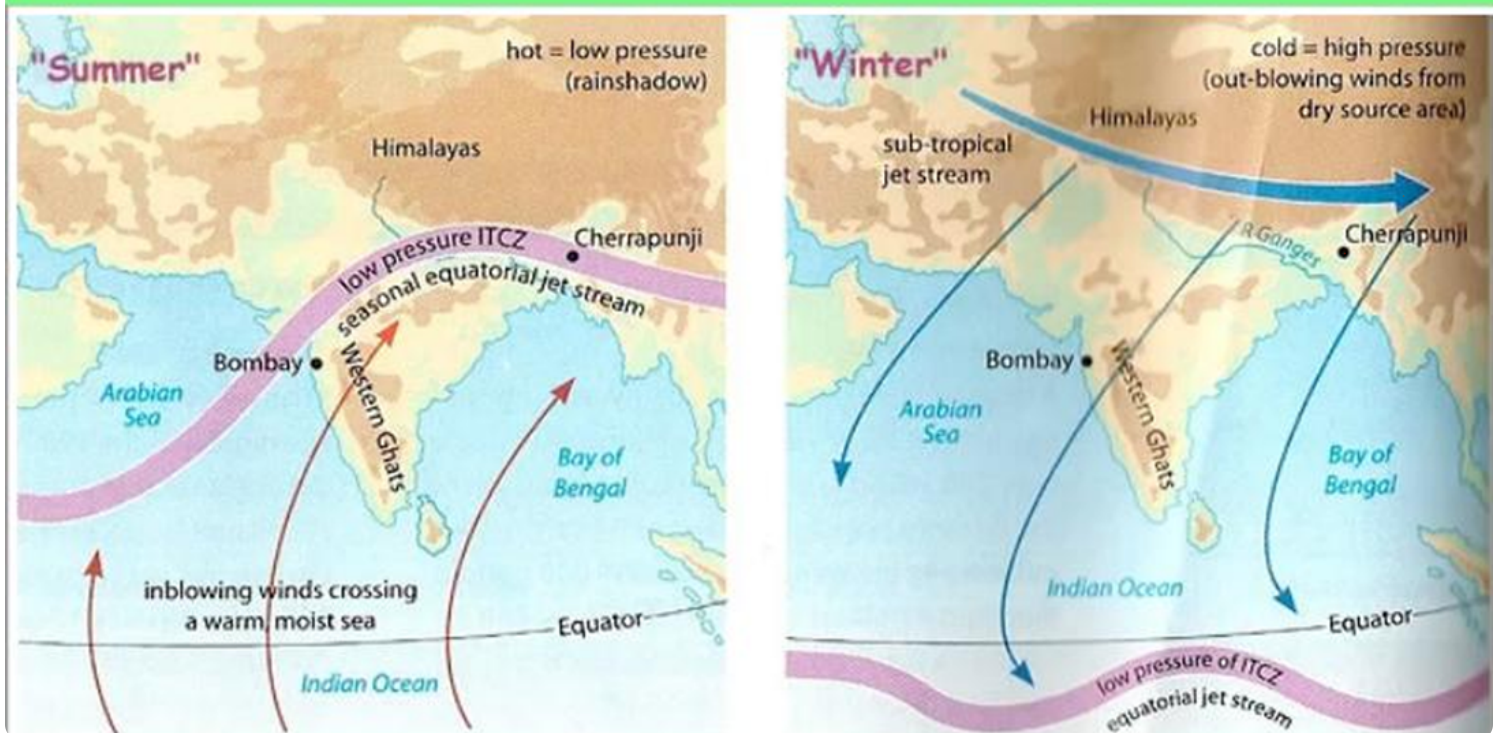 "Summer"
hot = low pressure
(rainshadow)
Himalayas
low pressure ITCZ
Cherrapunji
seasonal equatorial jet stream
Bombay
Western Ghats
Arabian
Sea
Bay of
Bengal
inblowing winds crossing
a warm moist sea
Equator
Indian Ocean
"Winter"
cold = high pressure
(out-blowing winds from
dry source area)
Himalayas
sub-tropical
jet stream
R Ganges
Cherrapunji
Bombay
Western Ghats
Arabian
Sea
Bay of
Bengal
Indian Ocean
Equator
low pressure of ITCZ
equatorial jet stream